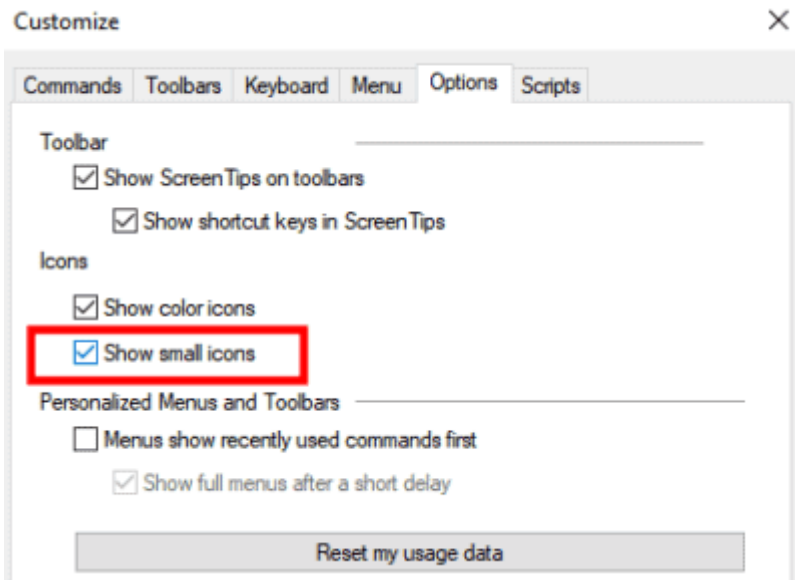 Customize
Commands Toolbars Keyboard Menu Options Scripts
Toolbar
Show ScreenTips on toolbars
Show shortcut keys in ScreenTips
Icons
Show color icons
Show small icons
Personalized Menus and Toolbars
Menus show recently used commands first
Show full menus after a short delay
Reset my usage data